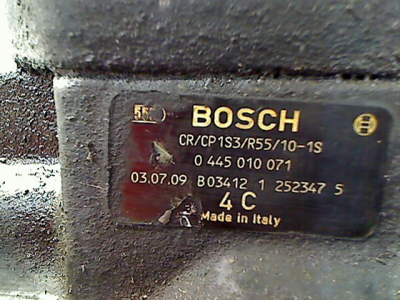 BOSCH
CR/CP1S3/R55/10-1S
0 445 010 071
03.07.09 B03412 1 252347 5
4 C
Made in Italy